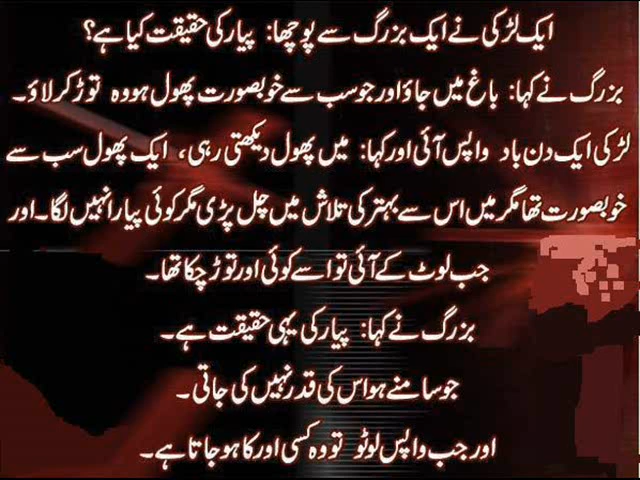 ایک لڑکی نے ایک بزرگ سے پوچھا: پیار کی حقیقت کیا ہے؟
بزرگ نے کہا: باغ میں جاؤ اور جو سب سے خوبصورت پھول ہو وہ توڑ کر لاؤ۔
لڑکی ایک دن باد واپس آئی اور کہا: میں پھول دیکھتی رہی، ایک پھول سب سے
خوبصورت تھا مگر میں اس سے بہتر کی تلاش میں چل پڑی مگر کوئی پیارا نہیں لگا۔ اور
جب لوٹ کے آئی تو اسے کوئی اور توڑ چکا تھا۔
بزرگ نے کہا: پیار کی یہی حقیقت ہے۔
جو سامنے ہو اس کی قدر نہیں کی جاتی۔
اور جب واپس لوٹو تو وہ کسی اور کا ہو جاتا ہے۔